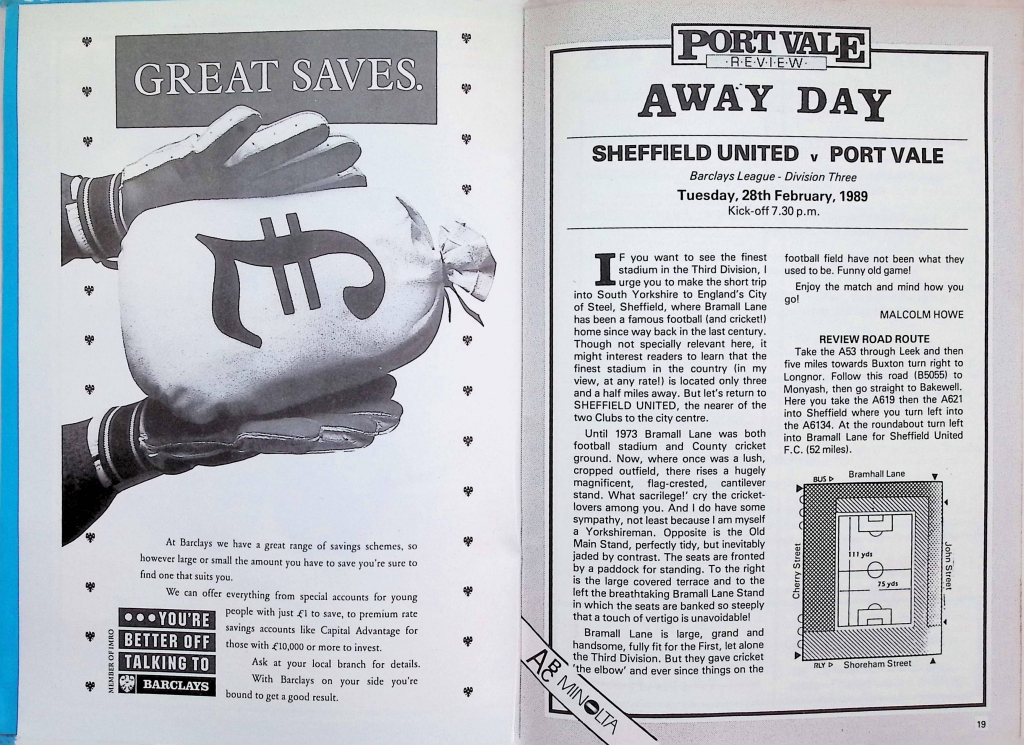 GREAT SAVES.
£
At Barclays we have a great range of savings schemes, so
however large or small the amount you have to save you're sure to
find one that suits you.
We can offer everything from special accounts for young
people with just £1 to save, to premium rate
savings accounts like Capital Advantage for
those with £10,000 or more to invest.
Ask at your local branch for details.
With Barclays on your side you're
bound to get a good result.
MEMBER OF IMRO
•••YOU'RE
BETTER OFF
TALKING TO
BARCLAYS
PORT VALE
·R·E·V·I·E·W·
AWAY DAY
SHEFFIELD UNITED v PORT VALE
Barclays League - Division Three
Tuesday, 28th February, 1989
Kick-off 7.30 p.m.
IF you want to see the finest
stadium in the Third Division, I
urge you to make the short trip
into South Yorkshire to England's City
of Steel, Sheffield, where Bramall Lane
has been a famous football (and cricket!)
home since way back in the last century.
Though not specially relevant here, it
might interest readers to learn that the
finest stadium in the country (in my
view, at any rate!) is located only three
and a half miles away. But let's return to
SHEFFIELD UNITED, the nearer of the
two Clubs to the city centre.
Until 1973 Bramall Lane was both
football stadium and County cricket
ground. Now, where once was a lush,
cropped outfield, there rises a hugely
magnificent, flag-crested, cantilever
stand. What sacrilege!' cry the cricket-
lovers among you. And I do have some
sympathy, not least because I am myself a
Yorkshireman. Opposite is the Old
Main Stand, perfectly tidy, but inevitably
jaded by contrast. The seats are fronted
by a paddock for standing. To the right
is the large covered terrace and to the
left the breathtaking Bramall Lane Stand
in which the seats are banked so steeply
that a touch of vertigo is unavoidable!
Bramall Lane is large, grand and
handsome, fully fit for the First, let alone
the Third Division. But they gave cricket
'the elbow' and ever since things on the
football field have not been what they
used to be. Funny old game!
Enjoy the match and mind how you
go!
MALCOLM HOWE
REVIEW ROAD ROUTE
Take the A53 through Leek and then
five miles towards Buxton turn right to
Longnor. Follow this road (B5055) to
Monyash, then go straight to Bakewell.
Here you take the A619 then the A621
into Sheffield where you turn left into
the A6134. At the roundabout turn left
into Bramall Lane for Sheffield United
F.C. (52 miles).
BUS ▷ Bramhall Lane
Cherry Street
111 yds
75 yds
John Street
RLY ▷ Shoreham Street
ABC MINOLTA
19